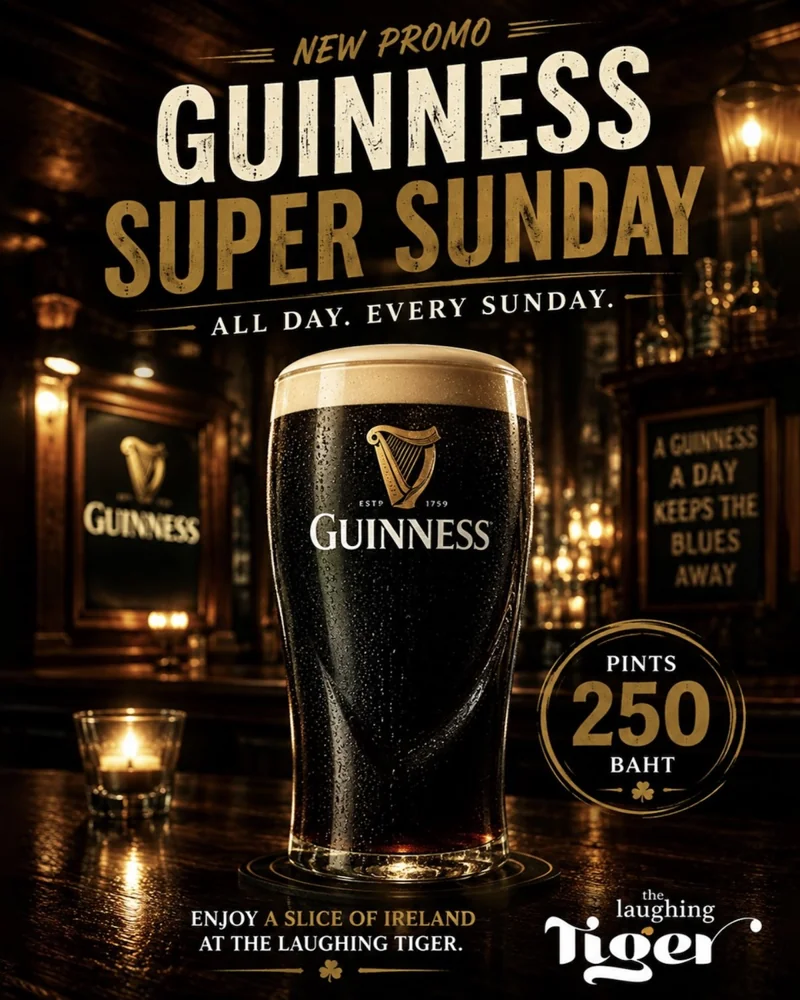 NEW PROMO
GUINNESS
SUPER SUNDAY
ALL DAY. EVERY SUNDAY.
ESTD 1759
GUINNESS
GUINNESS
A GUINNESS
A DAY
KEEPS THE
BLUES
AWAY
PINTS
250
BAHT
ENJOY A SLICE OF IRELAND
AT THE LAUGHING TIGER.
the
laughing
Tiger